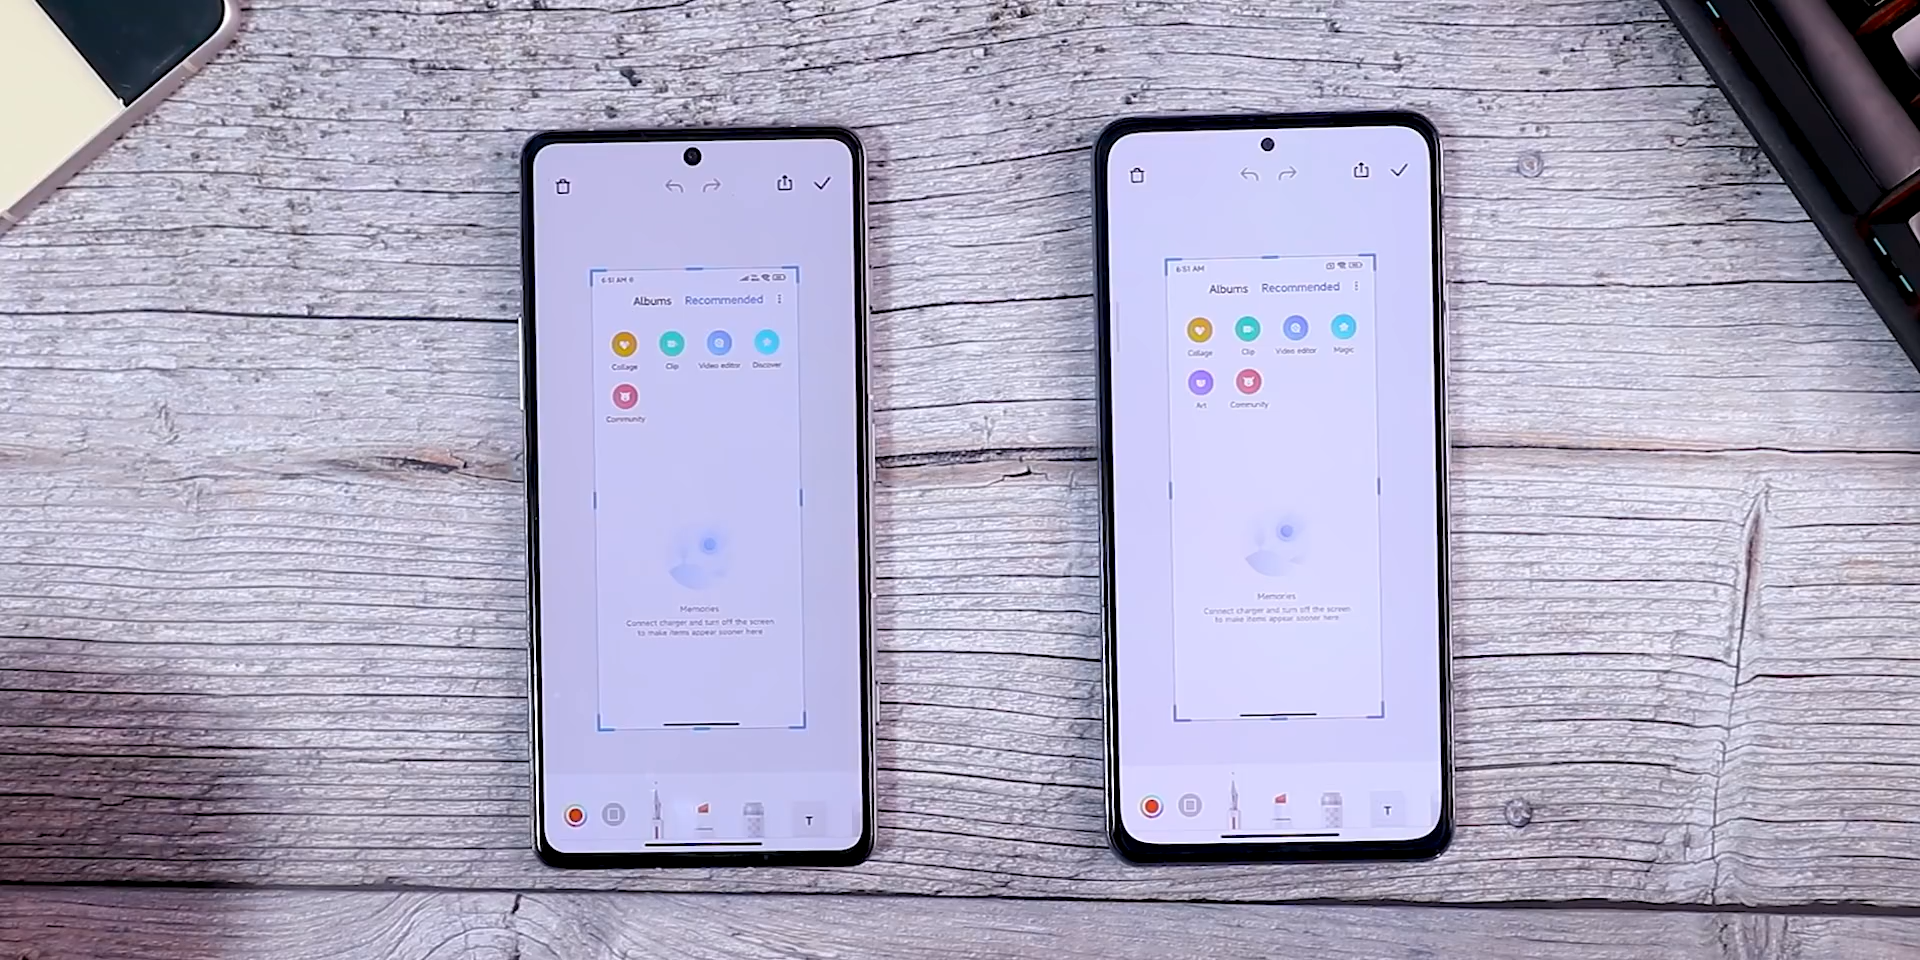 6:51 AM
Albums Recommended
Collage Clip Video editor Discover
Community
Memories
Connect charger and turn off the screen
to make items appear sooner here
T
6:51 AM
Albums Recommended
Collage Clip Video editor Magic
Art Community
Memories
Connect charger and turn off the screen
to make items appear sooner here
T